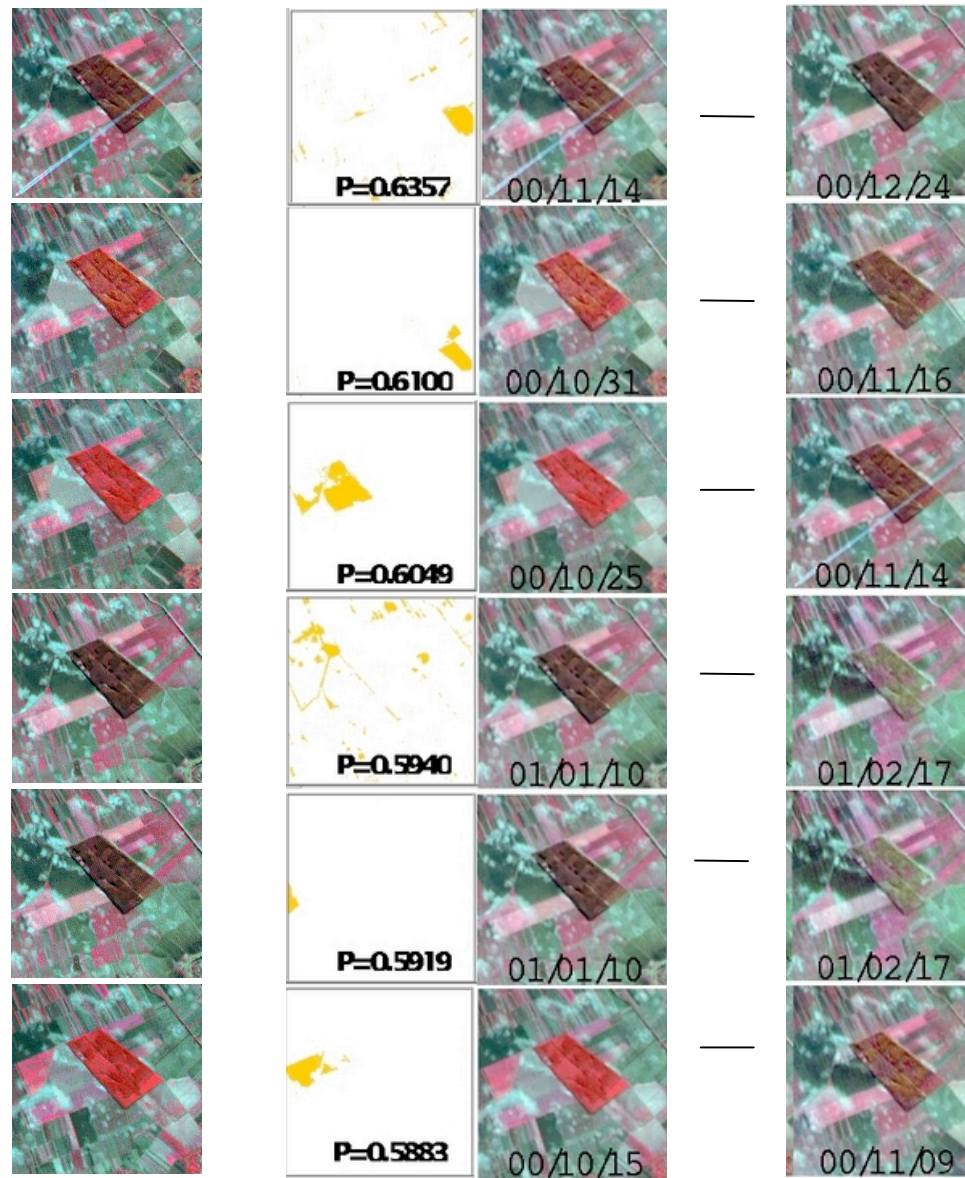 P=0.6357 00/11/14 — 00/12/24
P=0.6100 00/10/31 — 00/11/16
P=0.6049 00/10/25 — 00/11/14
P=0.5940 01/01/10 — 01/02/17
P=0.5919 01/01/10 — 01/02/17
P=0.5883 00/10/15 — 00/11/09